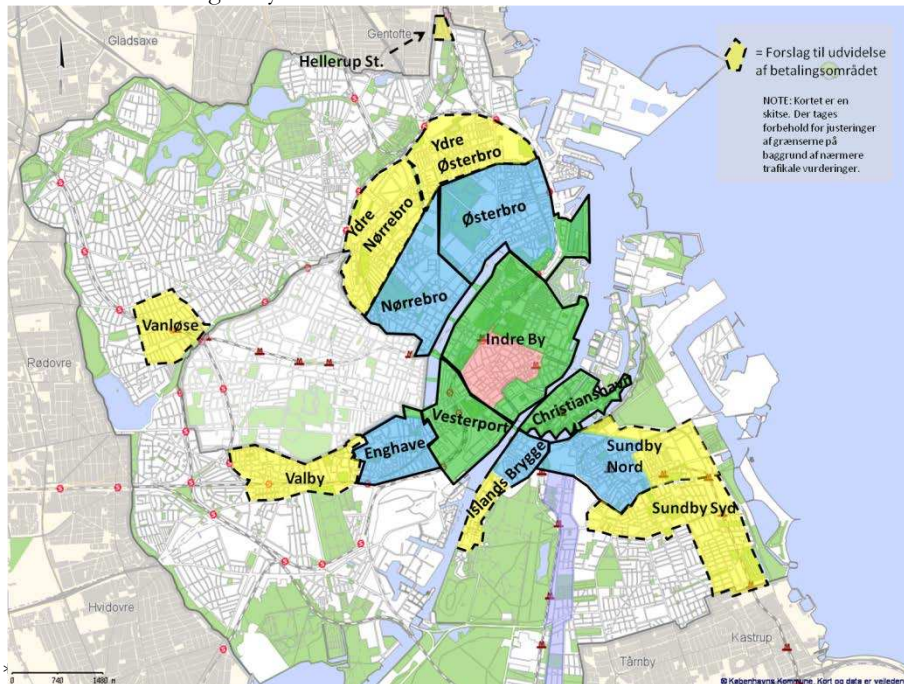 Gladsaxe
Gentofte
Hellerup St.
= Forslag til udvidelse
af betalingsområdet
NOTE: Kortet er en
skitse. Der tages
forbehold for justeringer
af grænserne på
baggrund af nærmere
trafikale vurderinger.
Ydre
Østerbro
Ydre
Nørrebro
Østerbro
Nørrebro
Vanløse
Indre By
Rødovre
Christianshavn
Vesterport
Enghave
Valby
Islands Brygge
Sundby
Nord
Sundby Syd
Hvidovre
Kastrup
Tårnby
0 740 1480 m
© Københavns Kommune. Kort og data er vejleden